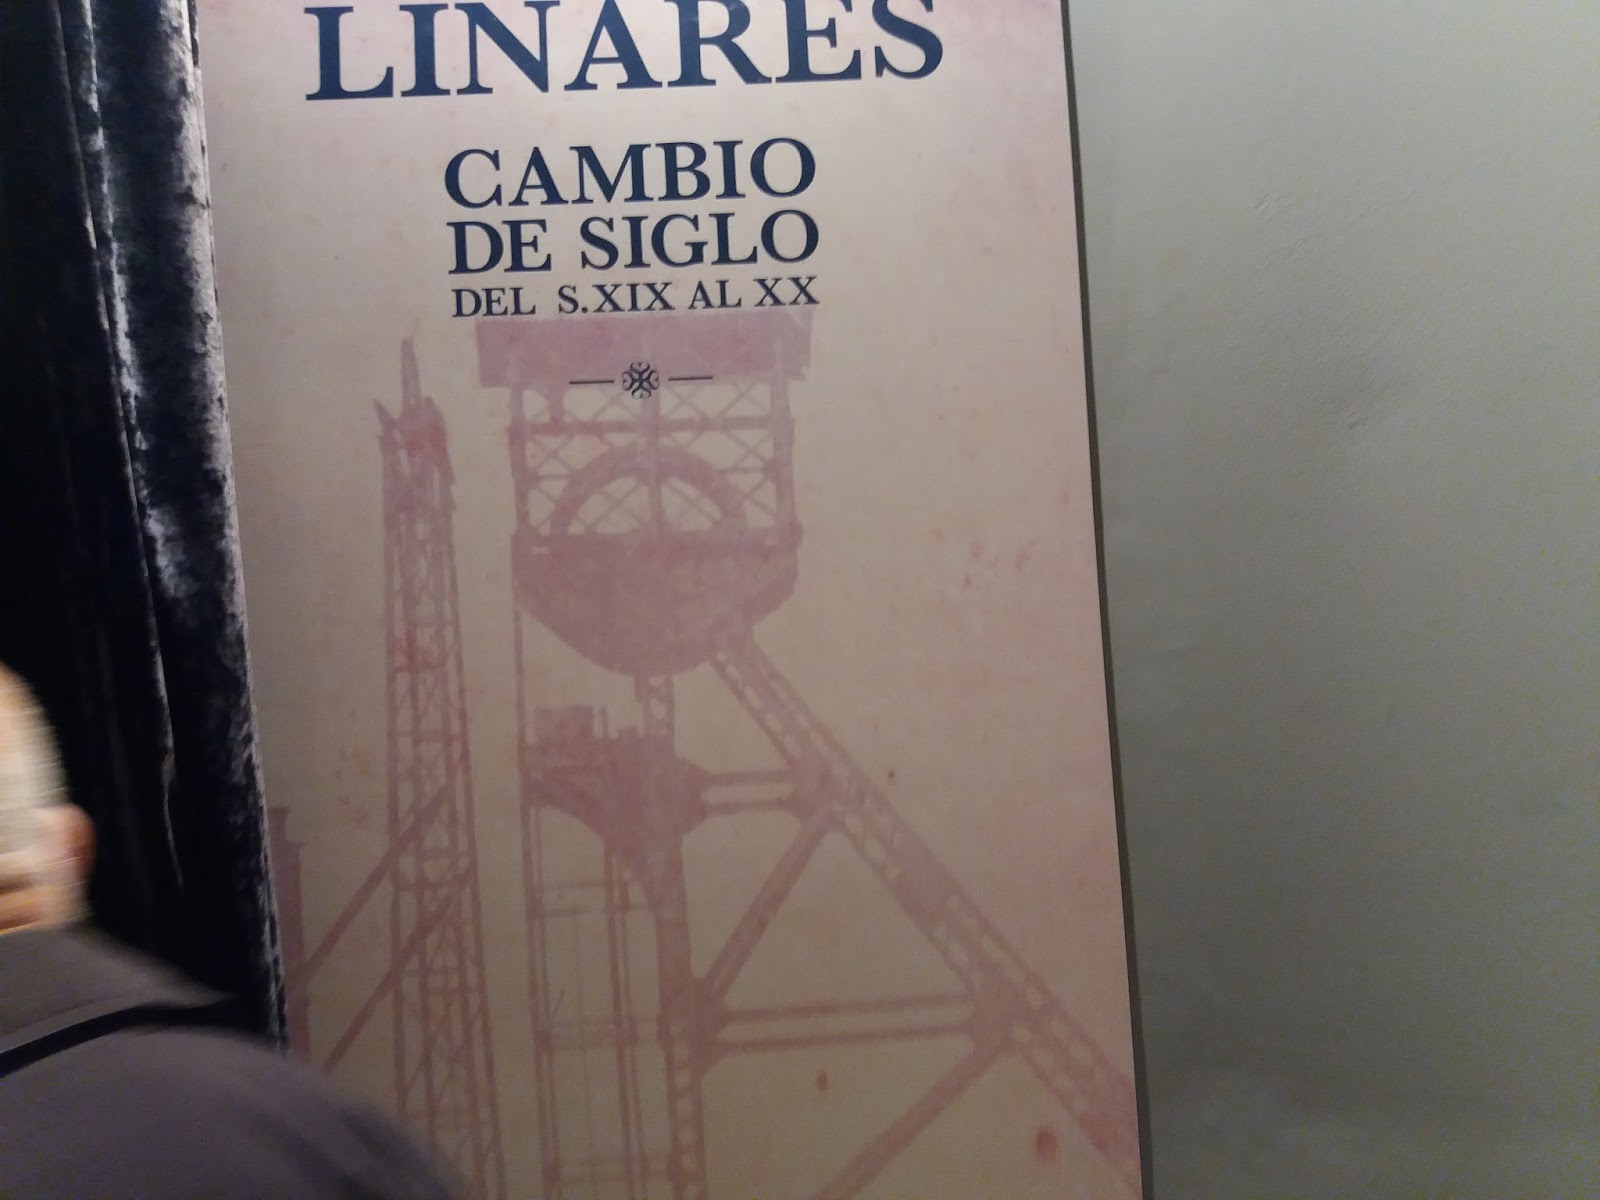 LINARES
CAMBIO
DE SIGLO
DEL S.XIX AL XX